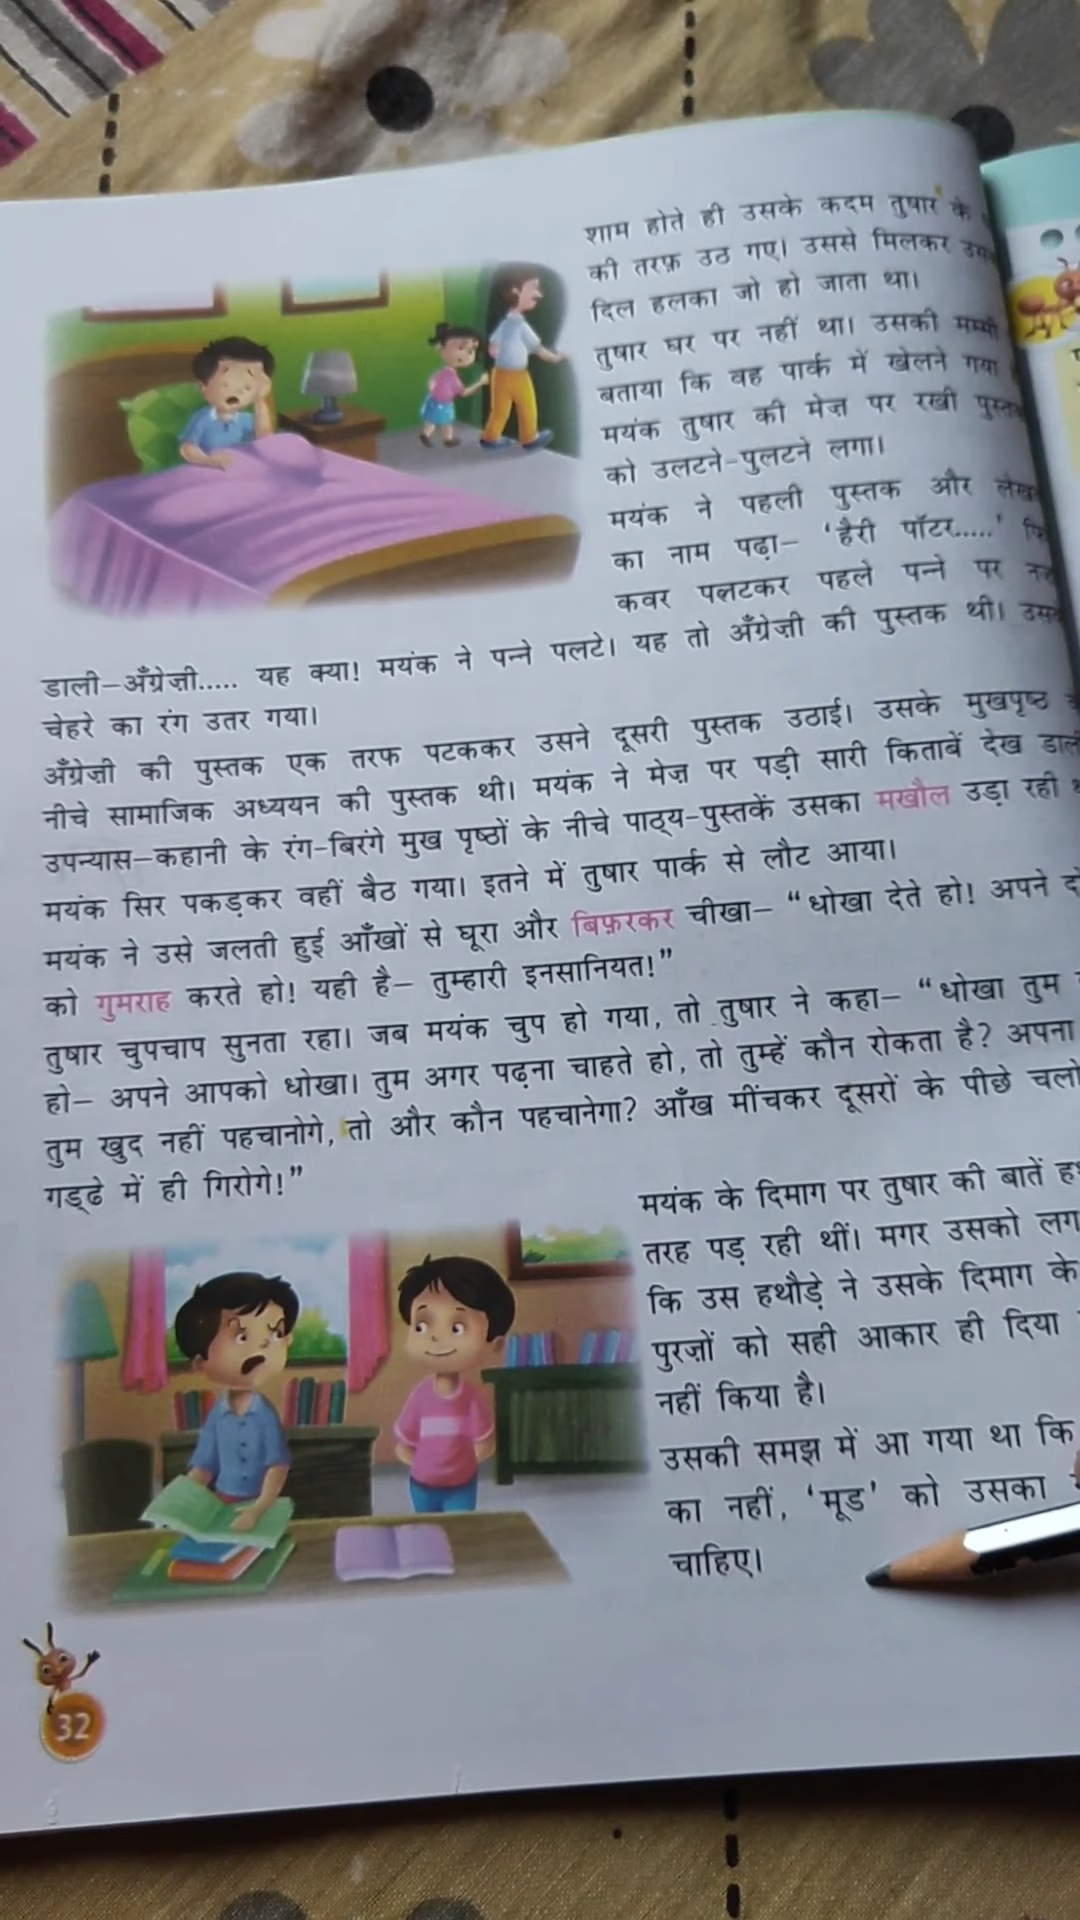 शाम होते ही उसके कदम तुषार के
की तरफ़ उठ गए। उससे मिलकर
दिल हलका जो हो जाता था।
तुषार घर पर नहीं था। उसकी मम्मी
बताया कि वह पार्क में खेलने गया
मयंक तुषार की मेज़ पर रखी
को उलटने-पुलटने लगा।
मयंक ने पहली पुस्तक और
का नाम पढ़ा– ‘हैरी पॉटर.....’
कवर पलटकर पहले पन्ने पर
डाली–अँग्रेज़ी..... यह क्या! मयंक ने पन्ने पलटे। यह तो अँग्रेज़ी की पुस्तक थी।
चेहरे का रंग उतर गया।
अँग्रेज़ी की पुस्तक एक तरफ पटककर उसने दूसरी पुस्तक उठाई। उसके मुखपृष्ठ
नीचे सामाजिक अध्ययन की पुस्तक थी। मयंक ने मेज़ पर पड़ी सारी किताबें देख
उपन्यास–कहानी के रंग-बिरंगे मुख पृष्ठों के नीचे पाठ्य-पुस्तकें उसका मखौल उड़ा रही
मयंक सिर पकड़कर वहीं बैठ गया। इतने में तुषार पार्क से लौट आया।
मयंक ने उसे जलती हुई आँखों से घूरा और बिफ़रकर चीखा– “धोखा देते हो! अपने
को गुमराह करते हो! यही है– तुम्हारी इनसानियत!”
तुषार चुपचाप सुनता रहा। जब मयंक चुप हो गया, तो तुषार ने कहा– “धोखा तुम
हो– अपने आपको धोखा। तुम अगर पढ़ना चाहते हो, तो तुम्हें कौन रोकता है? अपना
तुम खुद नहीं पहचानोगे, तो और कौन पहचानेगा? आँख मींचकर दूसरों के पीछे
गड्ढे में ही गिरोगे!”
मयंक के दिमाग पर तुषार की बातें
तरह पड़ रही थीं। मगर उसको
कि उस हथौड़े ने उसके दिमाग के
पुरज़ों को सही आकार ही दिया
नहीं किया है।
उसकी समझ में आ गया था कि
का नहीं, ‘मूड’ को उसका
चाहिए।
32